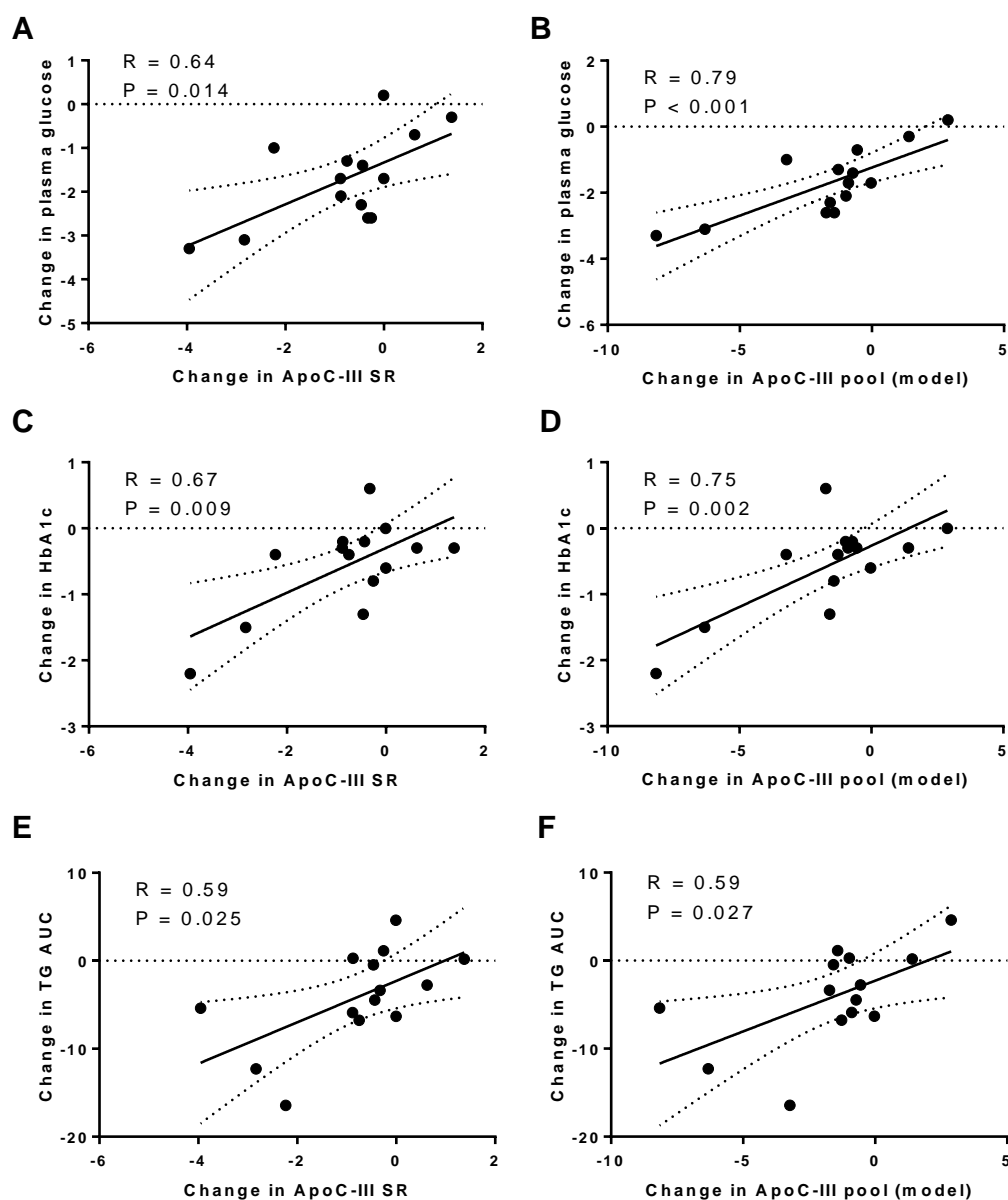 A
R = 0.64
P = 0.014
Change in plasma glucose
1
0
-1
-2
-3
-4
-5
-6
-4
-2
0
2
Change in ApoC-III SR
B
R = 0.79
P < 0.001
Change in plasma glucose
2
0
-2
-4
-6
-10
-5
0
5
Change in ApoC-III pool (model)
C
R = 0.67
P = 0.009
Change in HbA1c
1
0
-1
-2
-3
-6
-4
-2
0
2
Change in ApoC-III SR
D
R = 0.75
P = 0.002
Change in HbA1c
1
0
-1
-2
-3
-10
-5
0
5
Change in ApoC-III pool (model)
E
R = 0.59
P = 0.025
Change in TG AUC
10
0
-10
-20
-6
-4
-2
0
2
Change in ApoC-III SR
F
R = 0.59
P = 0.027
Change in TG AUC
10
0
-10
-20
-10
-5
0
5
Change in ApoC-III pool (model)